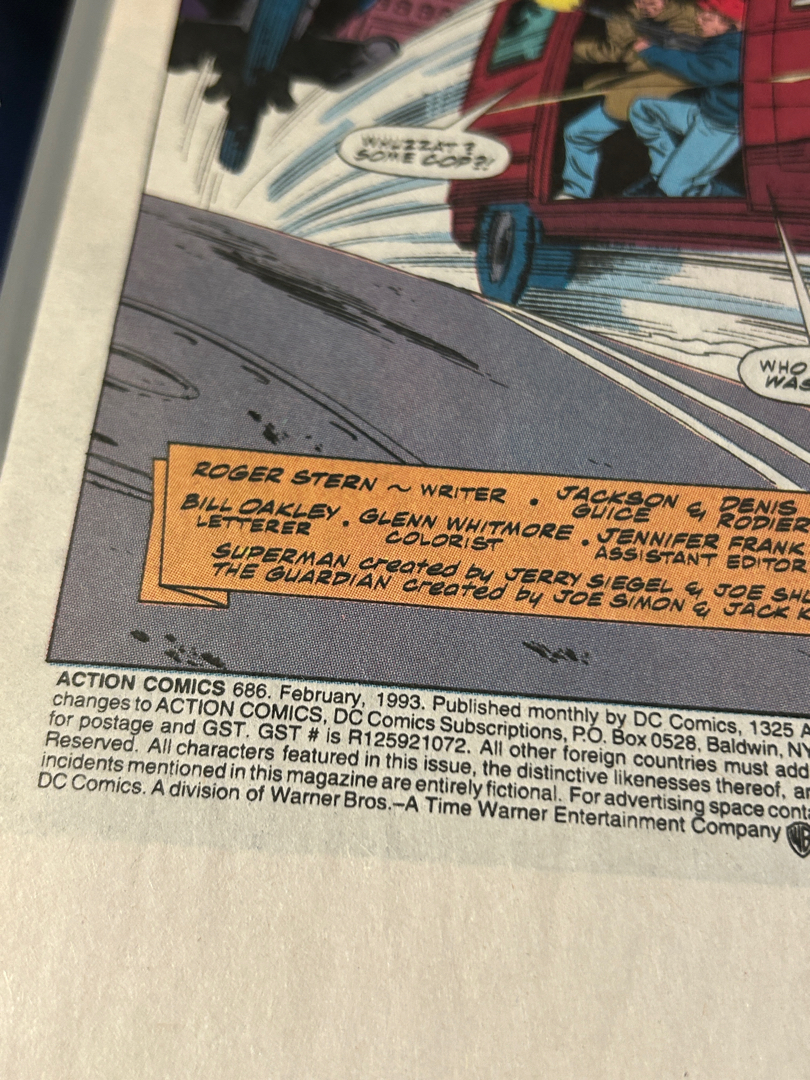 WHUZZAT?
SOME COP?!
WHO
WAS
ROGER STERN ~ WRITER • JACKSON & DENIS
GUICE RODIER
BILL OAKLEY • GLENN WHITMORE • JENNIFER FRANK
LETTERER COLORIST ASSISTANT EDITOR
SUPERMAN created by JERRY SIEGEL & JOE SHU
THE GUARDIAN created by JOE SIMON & JACK K
ACTION COMICS 686. February, 1993. Published monthly by DC Comics, 1325 A
changes to ACTION COMICS, DC Comics Subscriptions, P.O. Box 0528, Baldwin, NY
for postage and GST. GST # is R125921072. All other foreign countries must add
Reserved. All characters featured in this issue, the distinctive likenesses thereof, an
incidents mentioned in this magazine are entirely fictional. For advertising space conta
DC Comics. A division of Warner Bros.–A Time Warner Entertainment Company WB